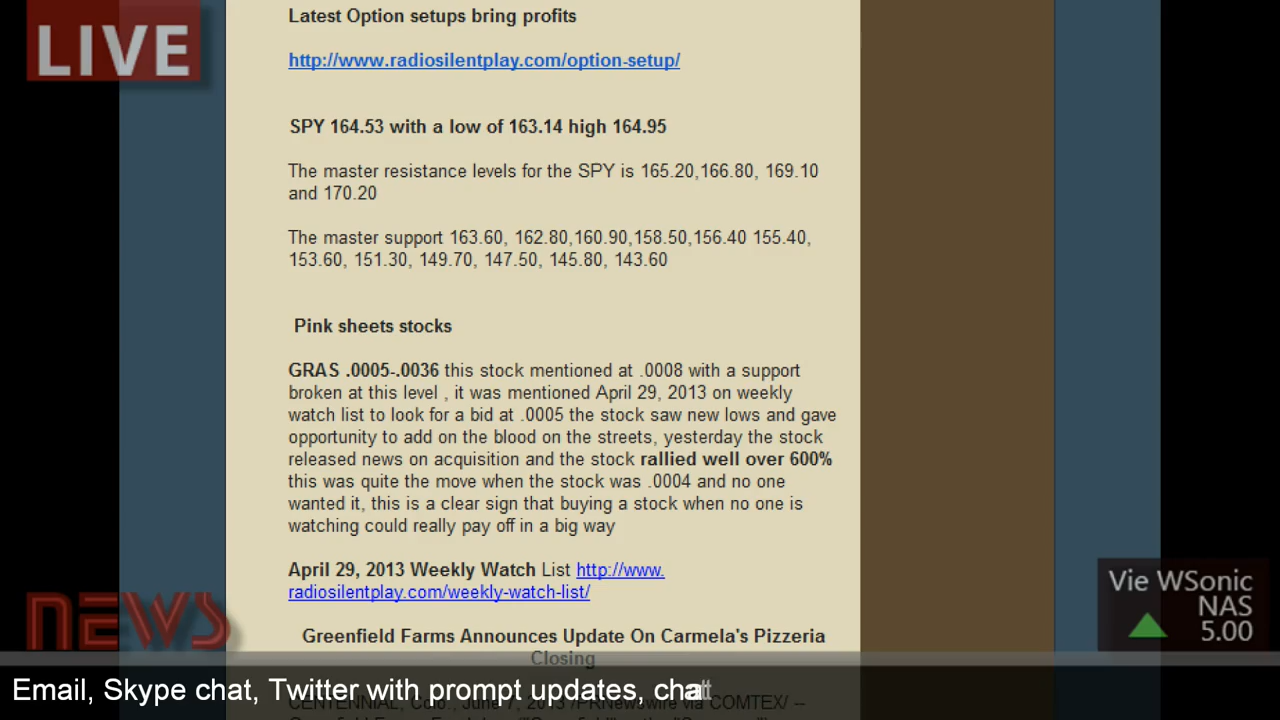 LIVE
Latest Option setups bring profits
http://www.radiosilentplay.com/option-setup/
SPY 164.53 with a low of 163.14 high 164.95
The master resistance levels for the SPY is 165.20,166.80, 169.10
and 170.20
The master support 163.60, 162.80,160.90,158.50,156.40 155.40,
153.60, 151.30, 149.70, 147.50, 145.80, 143.60
Pink sheets stocks
GRAS .0005-.0036 this stock mentioned at .0008 with a support
broken at this level , it was mentioned April 29, 2013 on weekly
watch list to look for a bid at .0005 the stock saw new lows and gave
opportunity to add on the blood on the streets, yesterday the stock
released news on acquisition and the stock rallied well over 600%
this was quite the move when the stock was .0004 and no one
wanted it, this is a clear sign that buying a stock when no one is
watching could really pay off in a big way
April 29, 2013 Weekly Watch List http://www.
radiosilentplay.com/weekly-watch-list/
Greenfield Farms Announces Update On Carmela's Pizzeria
Closing
CENTENNIAL, Colo., June 7, 2013 /PRNewswire via COMTEX/ --
NEWS
Vie WSonic
NAS
5.00
Email, Skype chat, Twitter with prompt updates, chatt